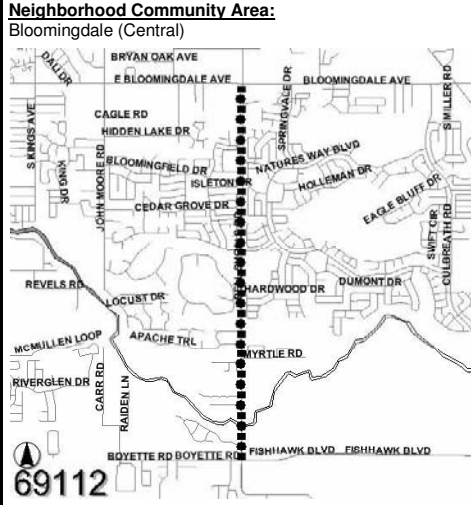 Neighborhood Community Area:
Bloomingdale (Central)
DALI DR
BRYAN OAK AVE
E BLOOMINGDALE AVE
BLOOMINGDALE AVE
S KINGS AVE
CAGLE RD
HIDDEN LAKE DR
SPRINGVALE DR
S MILLER RD
KING DR
JOHN MOORE RD
BLOOMINGFIELD DR
NATURES WAY BLVD
ISLETON DR
HOLLEMAN DR
CEDAR GROVE DR
EAGLE BLUFF DR
SWIFT CIR
CULBREATH RD
REVELS RD
HARDWOOD DR
DUMONT DR
LOCUST DR
MCMULLEN LOOP
APACHE TRL
MYRTLE RD
RIVERGLEN DR
CARR RD
RAIDEN LN
BOYETTE RD
BOYETTE RD
FISHHAWK BLVD
FISHHAWK BLVD
69112